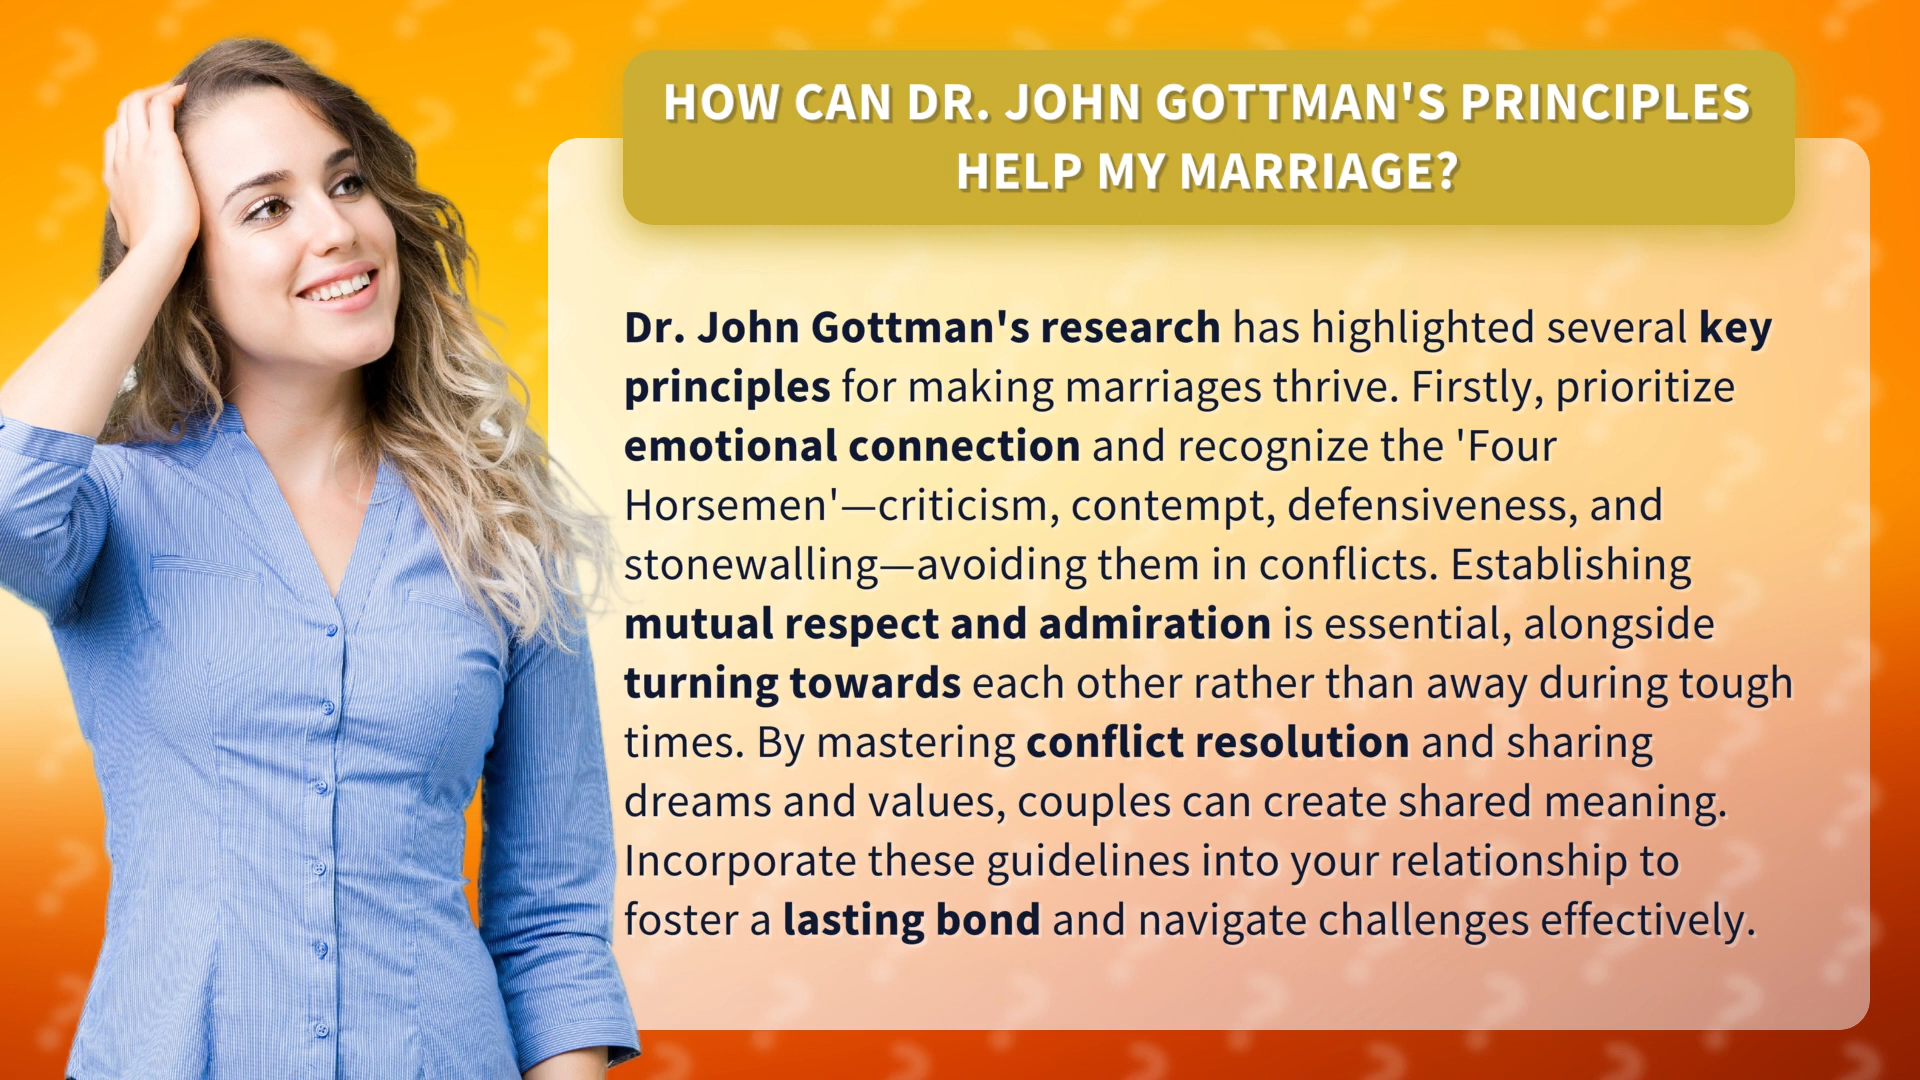 HOW CAN DR. JOHN GOTTMAN'S PRINCIPLES
HELP MY MARRIAGE?
Dr. John Gottman's research has highlighted several key
principles for making marriages thrive. Firstly, prioritize
emotional connection and recognize the 'Four
Horsemen'—criticism, contempt, defensiveness, and
stonewalling—avoiding them in conflicts. Establishing
mutual respect and admiration is essential, alongside
turning towards each other rather than away during tough
times. By mastering conflict resolution and sharing
dreams and values, couples can create shared meaning.
Incorporate these guidelines into your relationship to
foster a lasting bond and navigate challenges effectively.